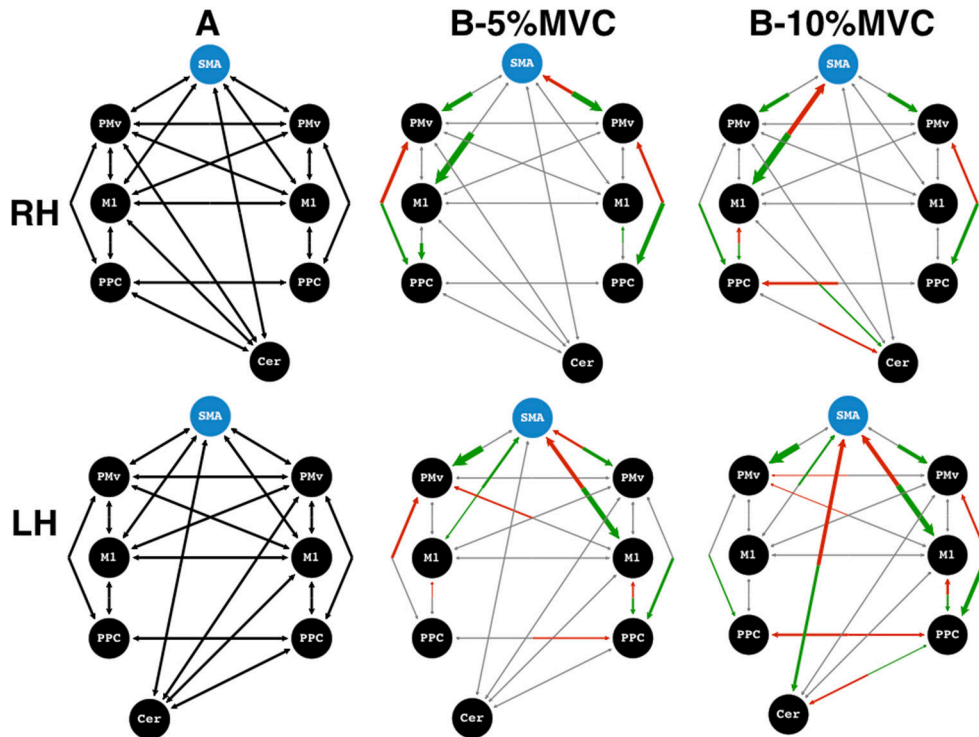 A B-5%MVC B-10%MVC
SMA SMA SMA
PMv PMv PMv PMv PMv PMv
RH M1 M1 M1 M1 M1 M1
PPC PPC PPC PPC PPC PPC
Cer Cer Cer
SMA SMA SMA
PMv PMv PMv PMv PMv PMv
LH M1 M1 M1 M1 M1 M1
PPC PPC PPC PPC PPC PPC
Cer Cer Cer